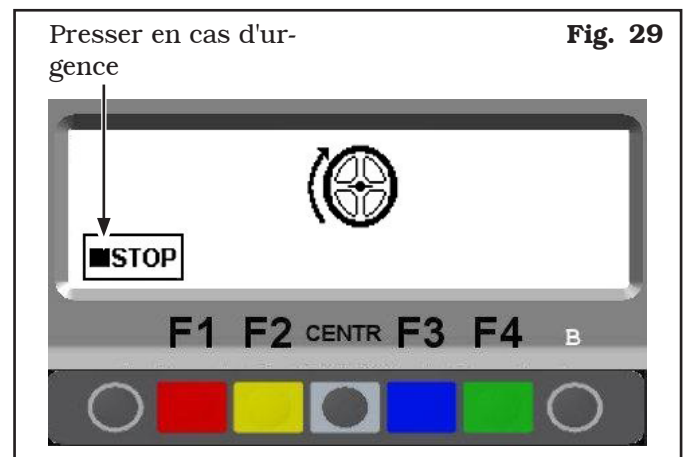 Presser en cas d'ur-
gence
Fig. 29
STOP
F1 F2 CENTR F3 F4 B